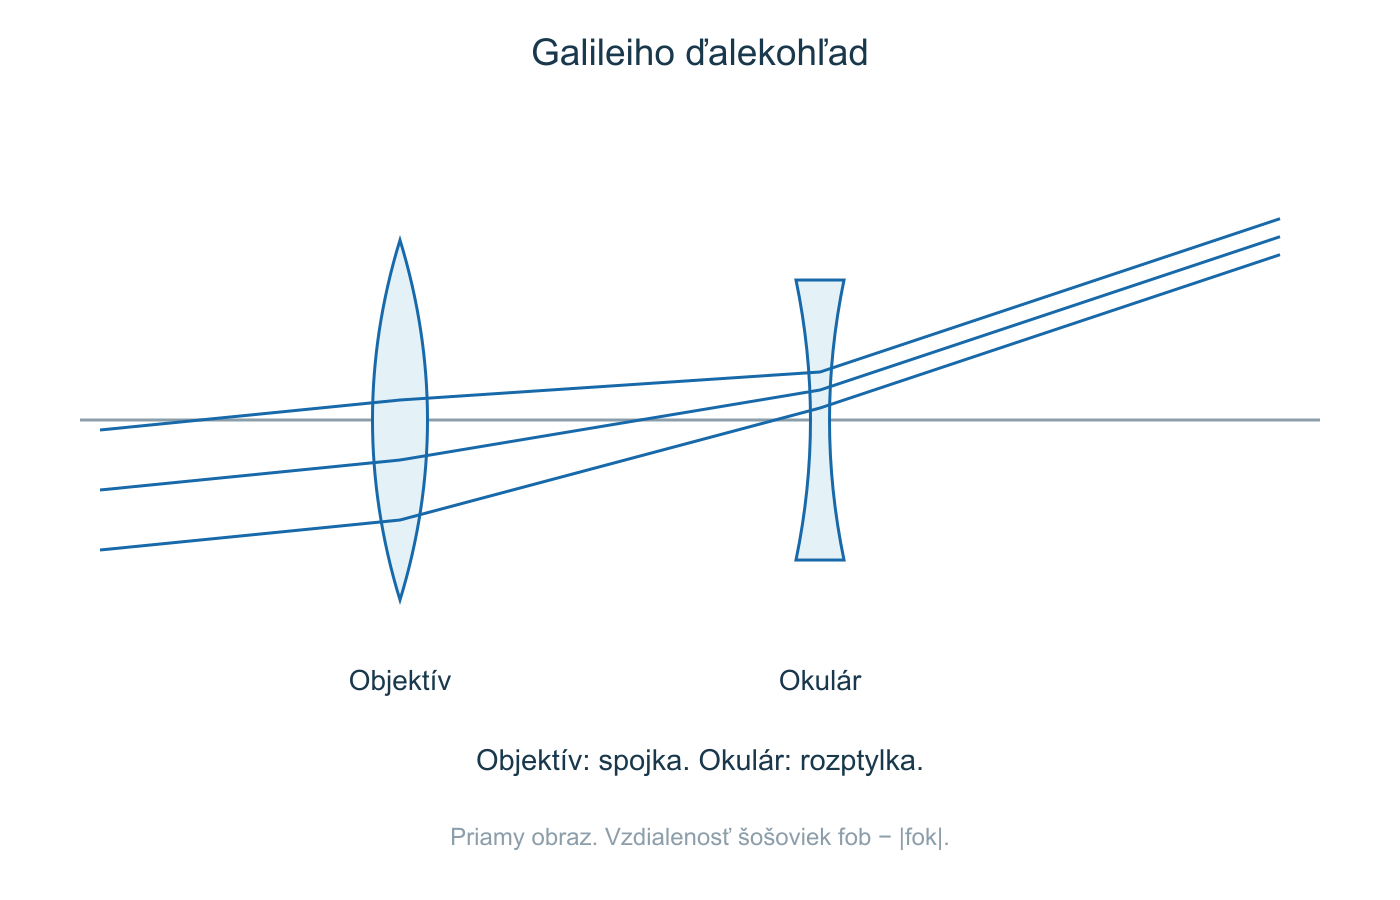 Galileiho ďalekohľad
Objektív
Okulár
Objektív: spojka. Okulár: rozptylka.
Priamy obraz. Vzdialenosť šošoviek fob − |fok|.